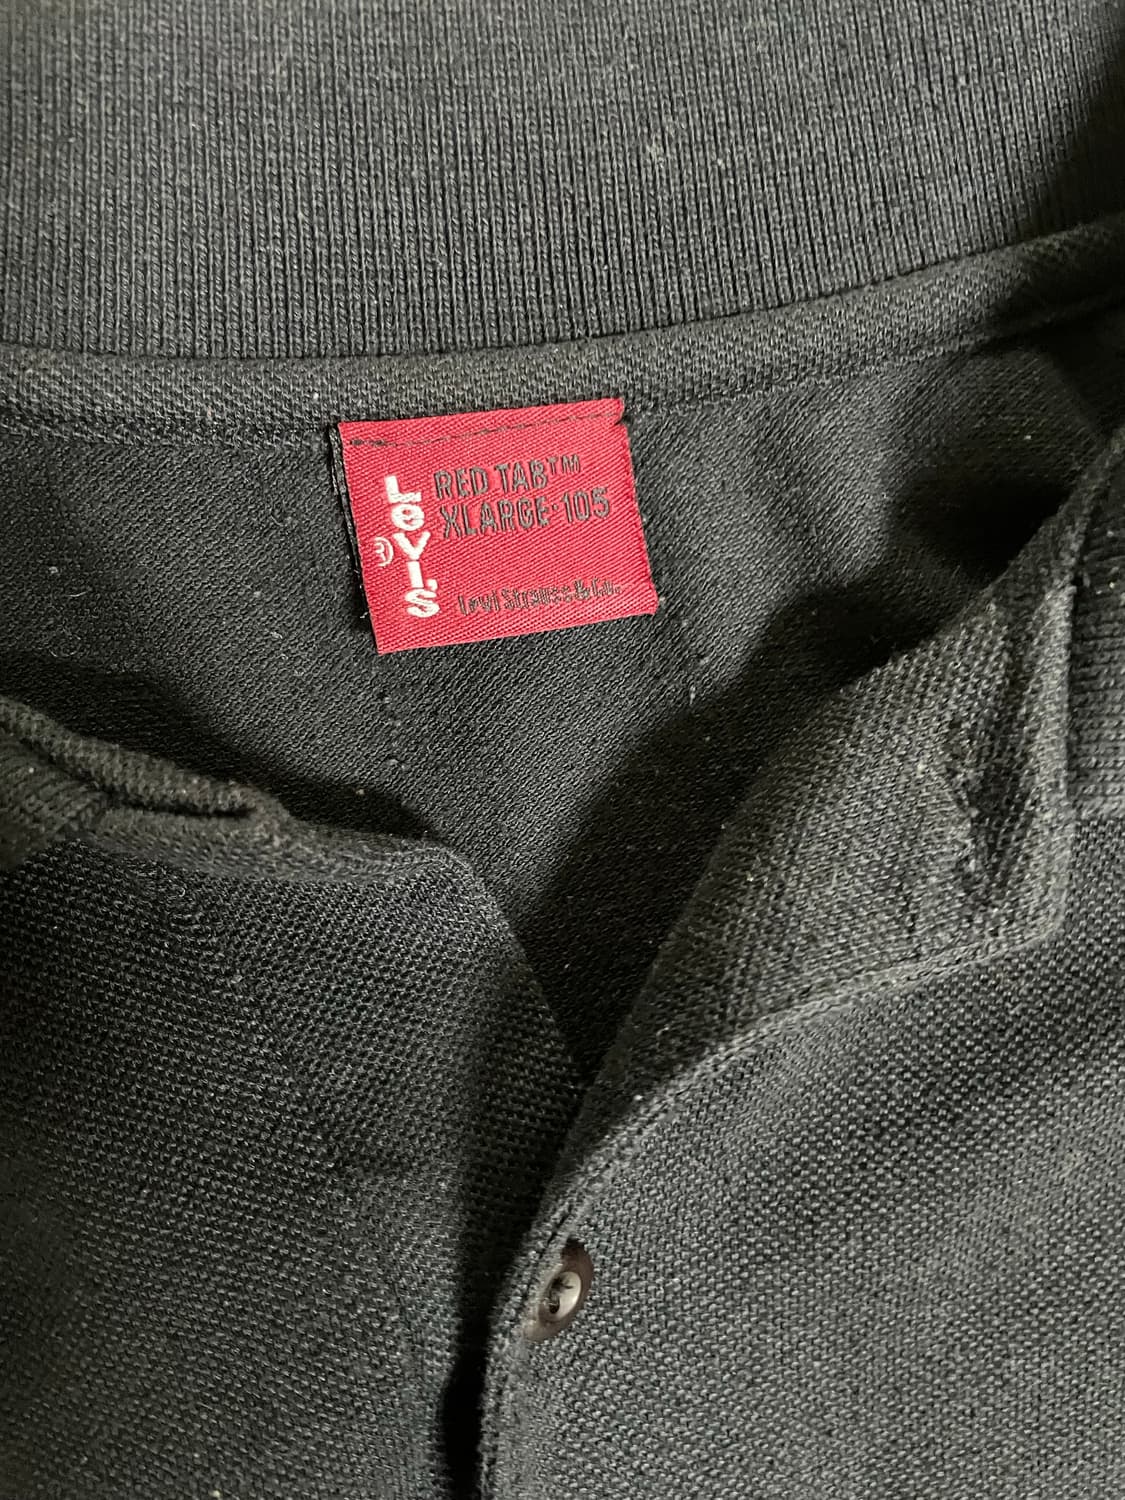 Levi's
RED TAB™
XLARGE·105
Levi Strauss & Co.